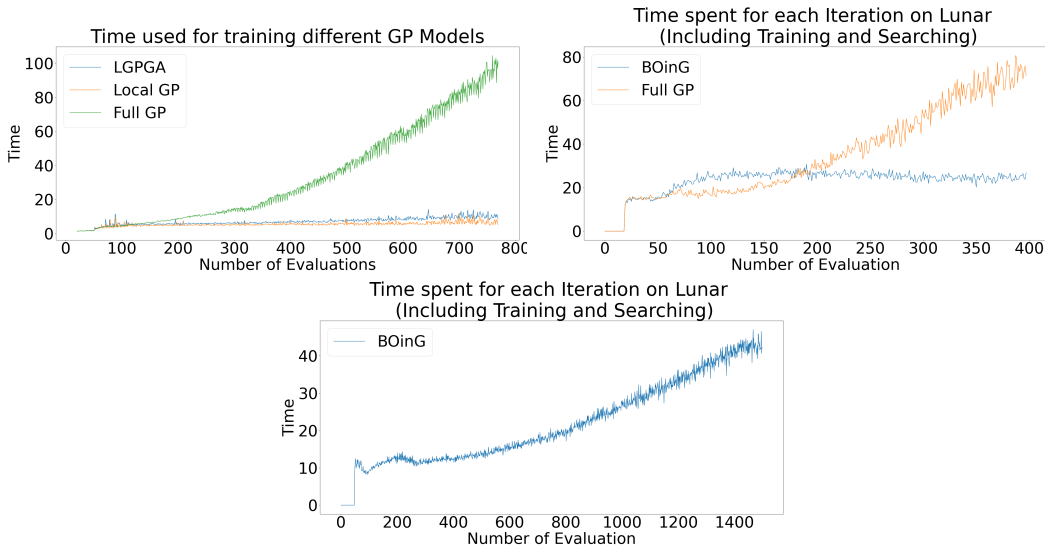 Time used for training different GP Models
LGPGA
Local GP
Full GP
100
80
60
40
20
0
Time
0 100 200 300 400 500 600 700 800
Number of Evaluations
Time spent for each Iteration on Lunar
(Including Training and Searching)
BOinG
Full GP
80
60
40
20
0
Time
0 50 100 150 200 250 300 350 400
Number of Evaluation
Time spent for each Iteration on Lunar
(Including Training and Searching)
BOinG
40
30
20
10
0
Time
0 200 400 600 800 1000 1200 1400
Number of Evaluation